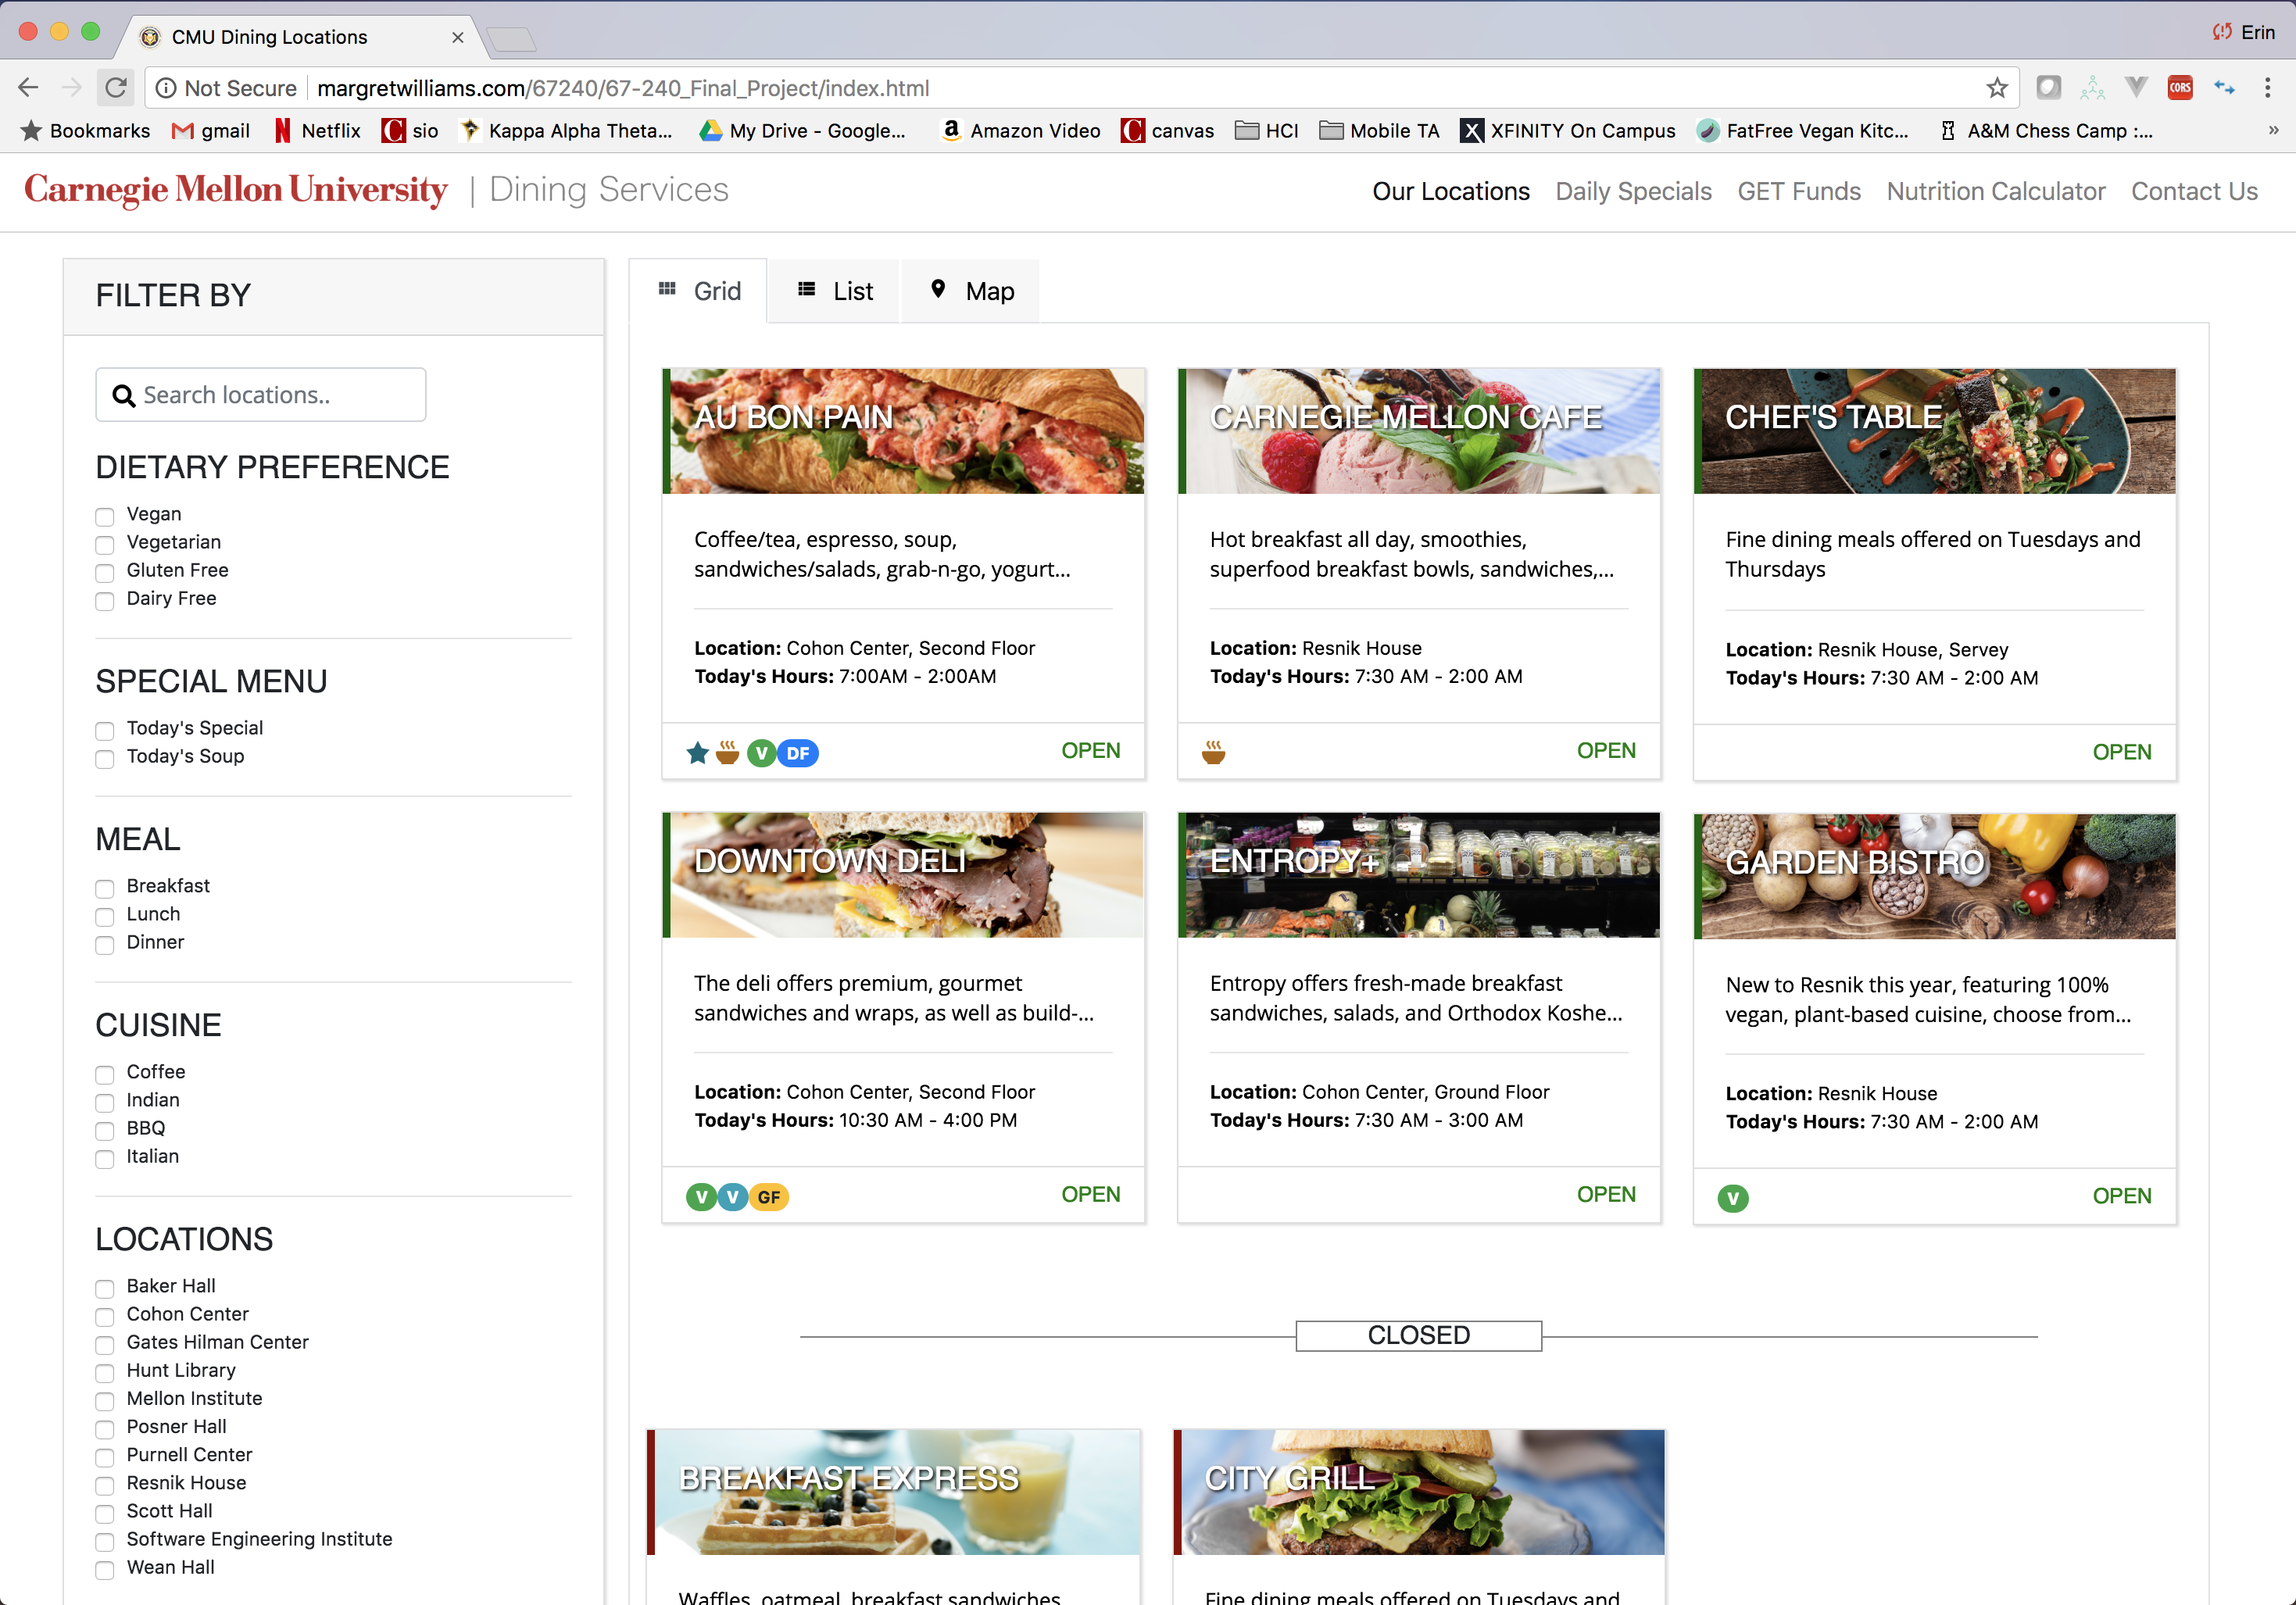 CMU Dining Locations
Erin
Not Secure
margretwilliams.com/67240/67-240_Final_Project/index.html
CORS
Bookmarks
gmail
Netflix
sio
Kappa Alpha Theta...
My Drive - Google...
Amazon Video
canvas
HCI
Mobile TA
XFINITY On Campus
FatFree Vegan Kitc...
A&M Chess Camp :...
Carnegie Mellon University | Dining Services
Our Locations
Daily Specials
GET Funds
Nutrition Calculator
Contact Us
FILTER BY
Search locations..
DIETARY PREFERENCE
Vegan
Vegetarian
Gluten Free
Dairy Free
SPECIAL MENU
Today's Special
Today's Soup
MEAL
Breakfast
Lunch
Dinner
CUISINE
Coffee
Indian
BBQ
Italian
LOCATIONS
Baker Hall
Cohon Center
Gates Hilman Center
Hunt Library
Mellon Institute
Posner Hall
Purnell Center
Resnik House
Scott Hall
Software Engineering Institute
Wean Hall
Grid
List
Map
AU BON PAIN
Coffee/tea, espresso, soup,
sandwiches/salads, grab-n-go, yogurt...
Location: Cohon Center, Second Floor
Today's Hours: 7:00AM - 2:00AM
V DF
OPEN
CARNEGIE MELLON CAFE
Hot breakfast all day, smoothies,
superfood breakfast bowls, sandwiches,...
Location: Resnik House
Today's Hours: 7:30 AM - 2:00 AM
OPEN
CHEF'S TABLE
Fine dining meals offered on Tuesdays and
Thursdays
Location: Resnik House, Servey
Today's Hours: 7:30 AM - 2:00 AM
OPEN
DOWNTOWN DELI
The deli offers premium, gourmet
sandwiches and wraps, as well as build-...
Location: Cohon Center, Second Floor
Today's Hours: 10:30 AM - 4:00 PM
V V GF
OPEN
ENTROPY+
Entropy offers fresh-made breakfast
sandwiches, salads, and Orthodox Koshe...
Location: Cohon Center, Ground Floor
Today's Hours: 7:30 AM - 3:00 AM
OPEN
GARDEN BISTRO
New to Resnik this year, featuring 100%
vegan, plant-based cuisine, choose from...
Location: Resnik House
Today's Hours: 7:30 AM - 2:00 AM
V
OPEN
CLOSED
BREAKFAST EXPRESS
Waffles, oatmeal, breakfast sandwiches
CITY GRILL
Fine dining meals offered on Tuesdays and